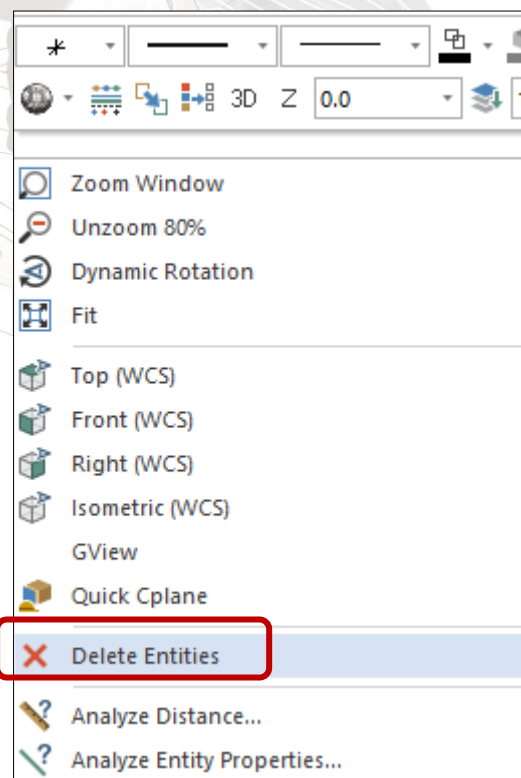 3D Z 0.0
Zoom Window
Unzoom 80%
Dynamic Rotation
Fit
Top (WCS)
Front (WCS)
Right (WCS)
Isometric (WCS)
GView
Quick Cplane
Delete Entities
Analyze Distance...
Analyze Entity Properties...